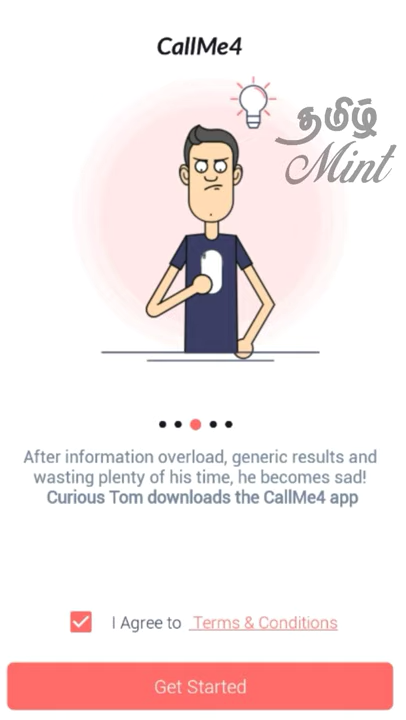 CallMe4
தமிழ்
Mint
After information overload, generic results and
wasting plenty of his time, he becomes sad!
Curious Tom downloads the CallMe4 app
I Agree to Terms & Conditions
Get Started